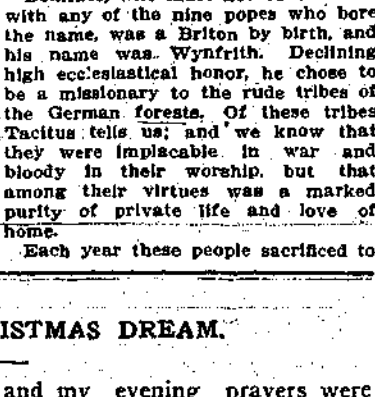 with any of the nine popes who bore
the name, was a Briton by birth, and
his name was Wynfrith. Declining
high ecclesiastical honor, he chose to
be a missionary to the rude tribes of
the German forests. Of these tribes
Tacitus tells us; and we know that
they were implacable in war and
bloody in their worship, but that
among their virtues was a marked
purity of private life and love of
home.
Each year these people sacrificed to
ISTMAS DREAM.
and my evening prayers were